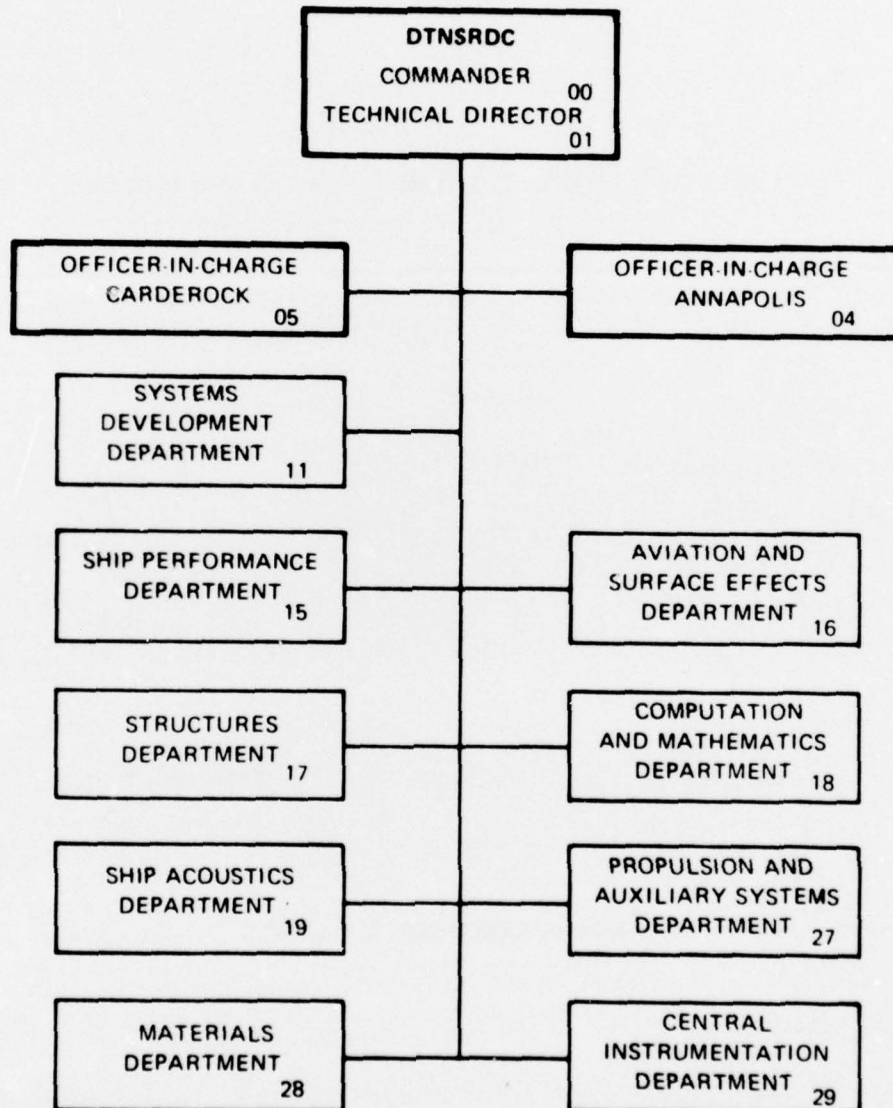 DTNSRDC
COMMANDER
00
TECHNICAL DIRECTOR
01
OFFICER-IN-CHARGE
CARDEROCK
05
OFFICER-IN-CHARGE
ANNAPOLIS
04
SYSTEMS
DEVELOPMENT
DEPARTMENT
11
SHIP PERFORMANCE
DEPARTMENT
15
AVIATION AND
SURFACE EFFECTS
DEPARTMENT
16
STRUCTURES
DEPARTMENT
17
COMPUTATION
AND MATHEMATICS
DEPARTMENT
18
SHIP ACOUSTICS
DEPARTMENT
19
PROPULSION AND
AUXILIARY SYSTEMS
DEPARTMENT
27
MATERIALS
DEPARTMENT
28
CENTRAL
INSTRUMENTATION
DEPARTMENT
29